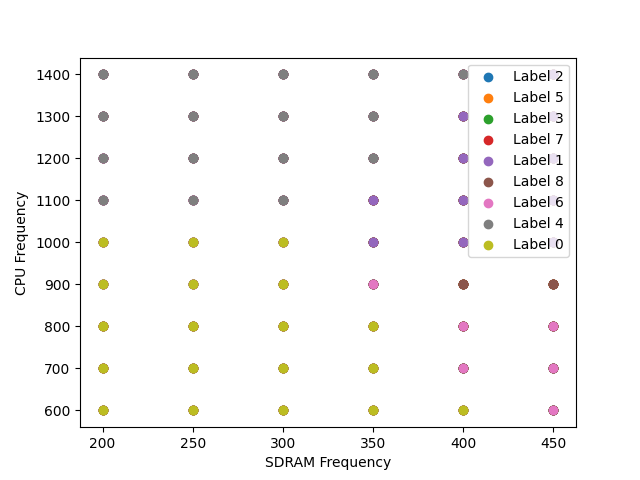 1400
1300
1200
1100
1000
900
800
700
600
CPU Frequency
Label 2
Label 5
Label 3
Label 7
Label 1
Label 8
Label 6
Label 4
Label 0
200 250 300 350 400 450
SDRAM Frequency